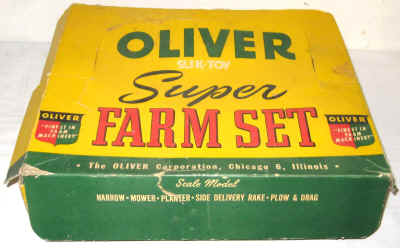 OLIVER
SLIK-TOY
Super
FARM SET
OLIVER
"FINEST IN
FARM
MACHINERY"
OLIVER
"FINEST IN
FARM
MACHINERY"
• The OLIVER Corporation, Chicago 6, Illinois •
Scale Model
HARROW • MOWER • PLANTER • SIDE DELIVERY RAKE • PLOW & DRAG